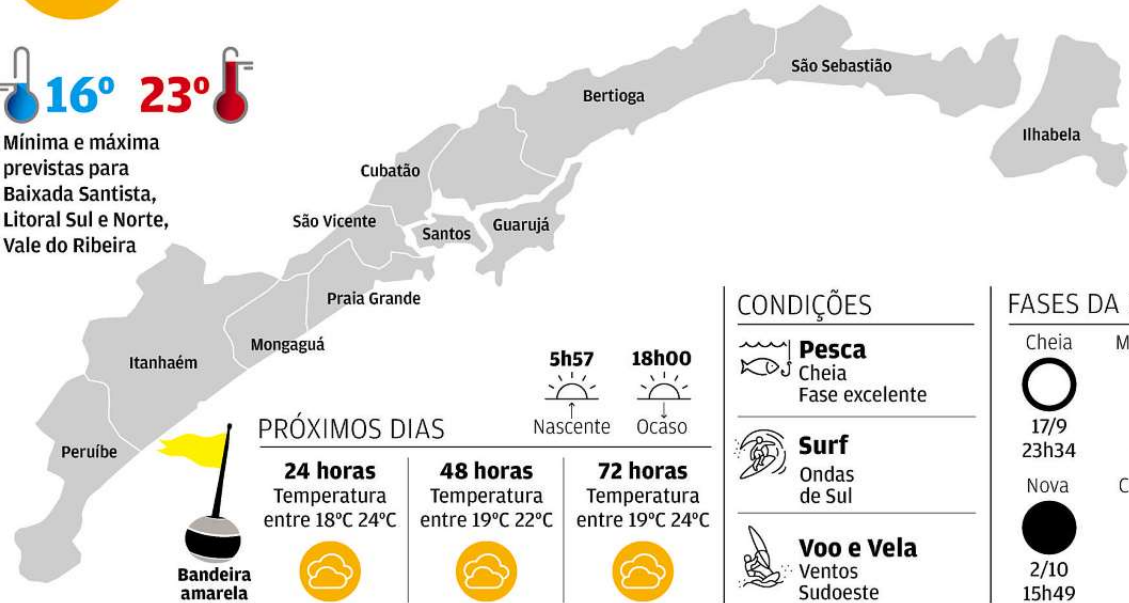 16º 23º
Mínima e máxima
previstas para
Baixada Santista,
Litoral Sul e Norte,
Vale do Ribeira
São Sebastião
Bertioga
Ilhabela
Cubatão
São Vicente
Santos
Guarujá
Praia Grande
Mongaguá
Itanhaém
Peruíbe
Bandeira
amarela
5h57
Nascente
18h00
Ocaso
PRÓXIMOS DIAS
24 horas
Temperatura
entre 18ºC 24ºC
48 horas
Temperatura
entre 19ºC 22ºC
72 horas
Temperatura
entre 19ºC 24ºC
CONDIÇÕES
Pesca
Cheia
Fase excelente
Surf
Ondas
de Sul
Voo e Vela
Ventos
Sudoeste
FASES DA
Cheia
17/9
23h34
Nova
2/10
15h49